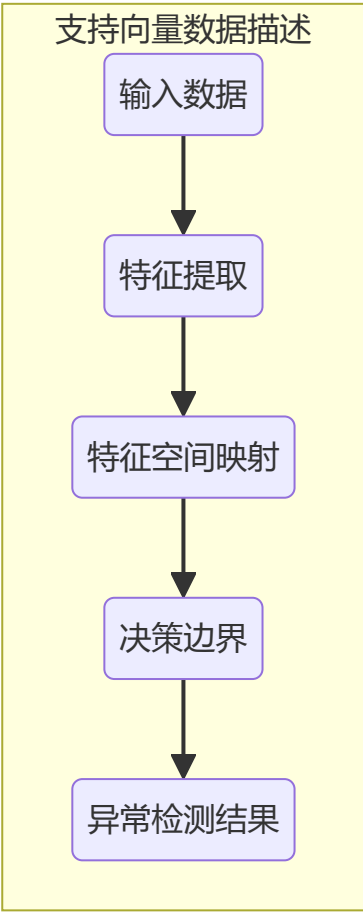 支持向量数据描述
输入数据
特征提取
特征空间映射
决策边界
异常检测结果